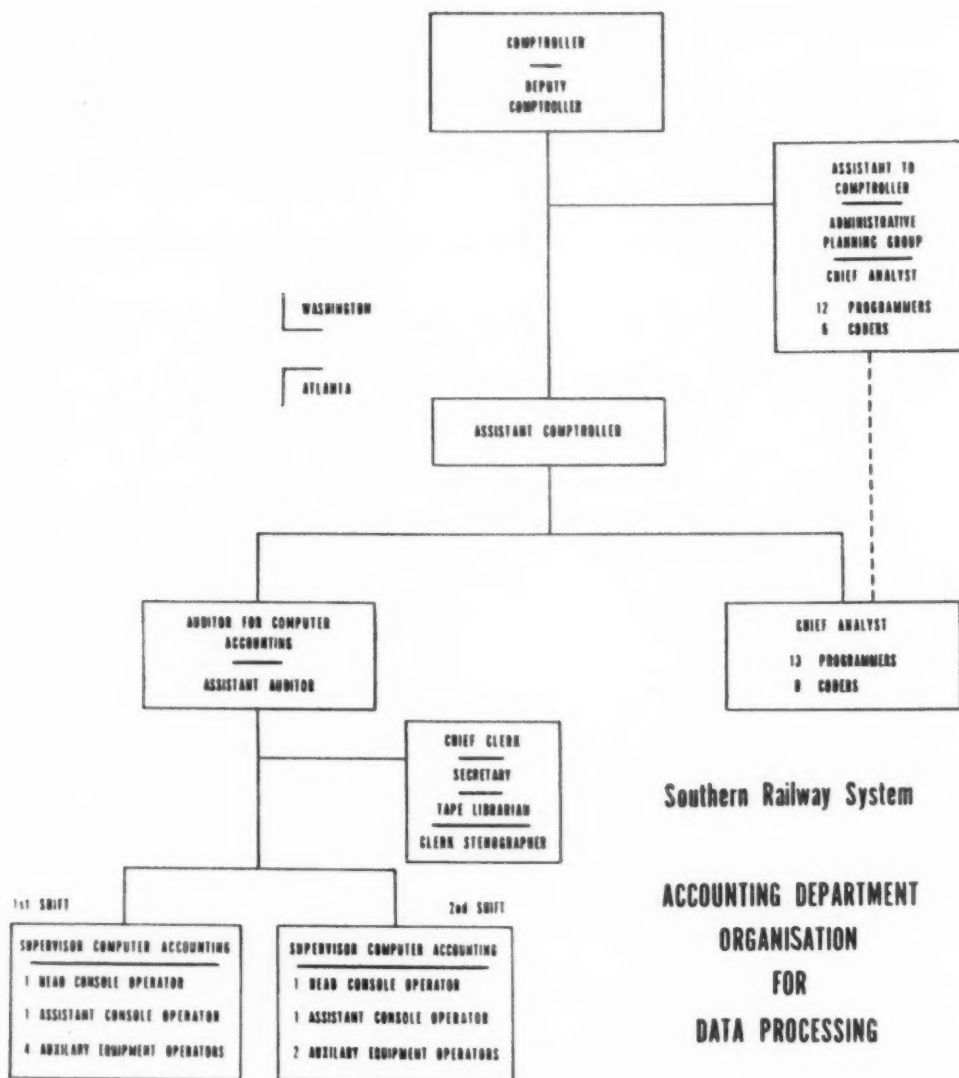 COMPTROLLER
DEPUTY
COMPTROLLER
ASSISTANT TO
COMPTROLLER
ADMINISTRATIVE
PLANNING GROUP
CHIEF ANALYST
12 PROGRAMMERS
6 CODERS
WASHINGTON
ATLANTA
ASSISTANT COMPTROLLER
AUDITOR FOR COMPUTER
ACCOUNTING
ASSISTANT AUDITOR
CHIEF ANALYST
13 PROGRAMMERS
CODERS
CHIEF CLERK
SECRETARY
TAPE LIBRARIAN
CLERK STENOGRAPHER
Southern Railway System
ACCOUNTING DEPARTMENT
ORGANISATION
FOR
DATA PROCESSING
1st SHIFT
SUPERVISOR COMPUTER ACCOUNTING
1 HEAD CONSOLE OPERATOR
1 ASSISTANT CONSOLE OPERATOR
4 AUXILARY EQUIPMENT OPERATORS
2nd SHIFT
SUPERVISOR COMPUTER ACCOUNTING
1 HEAD CONSOLE OPERATOR
1 ASSISTANT CONSOLE OPERATOR
2 AUXILARY EQUIPMENT OPERATORS